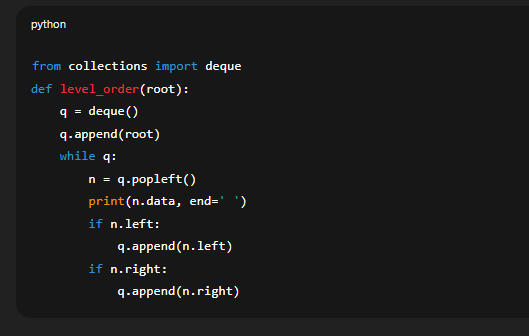 python
from collections import deque
def level_order(root):
    q = deque()
    q.append(root)
    while q:
        n = q.popleft()
        print(n.data, end=' ')
        if n.left:
            q.append(n.left)
        if n.right:
            q.append(n.right)